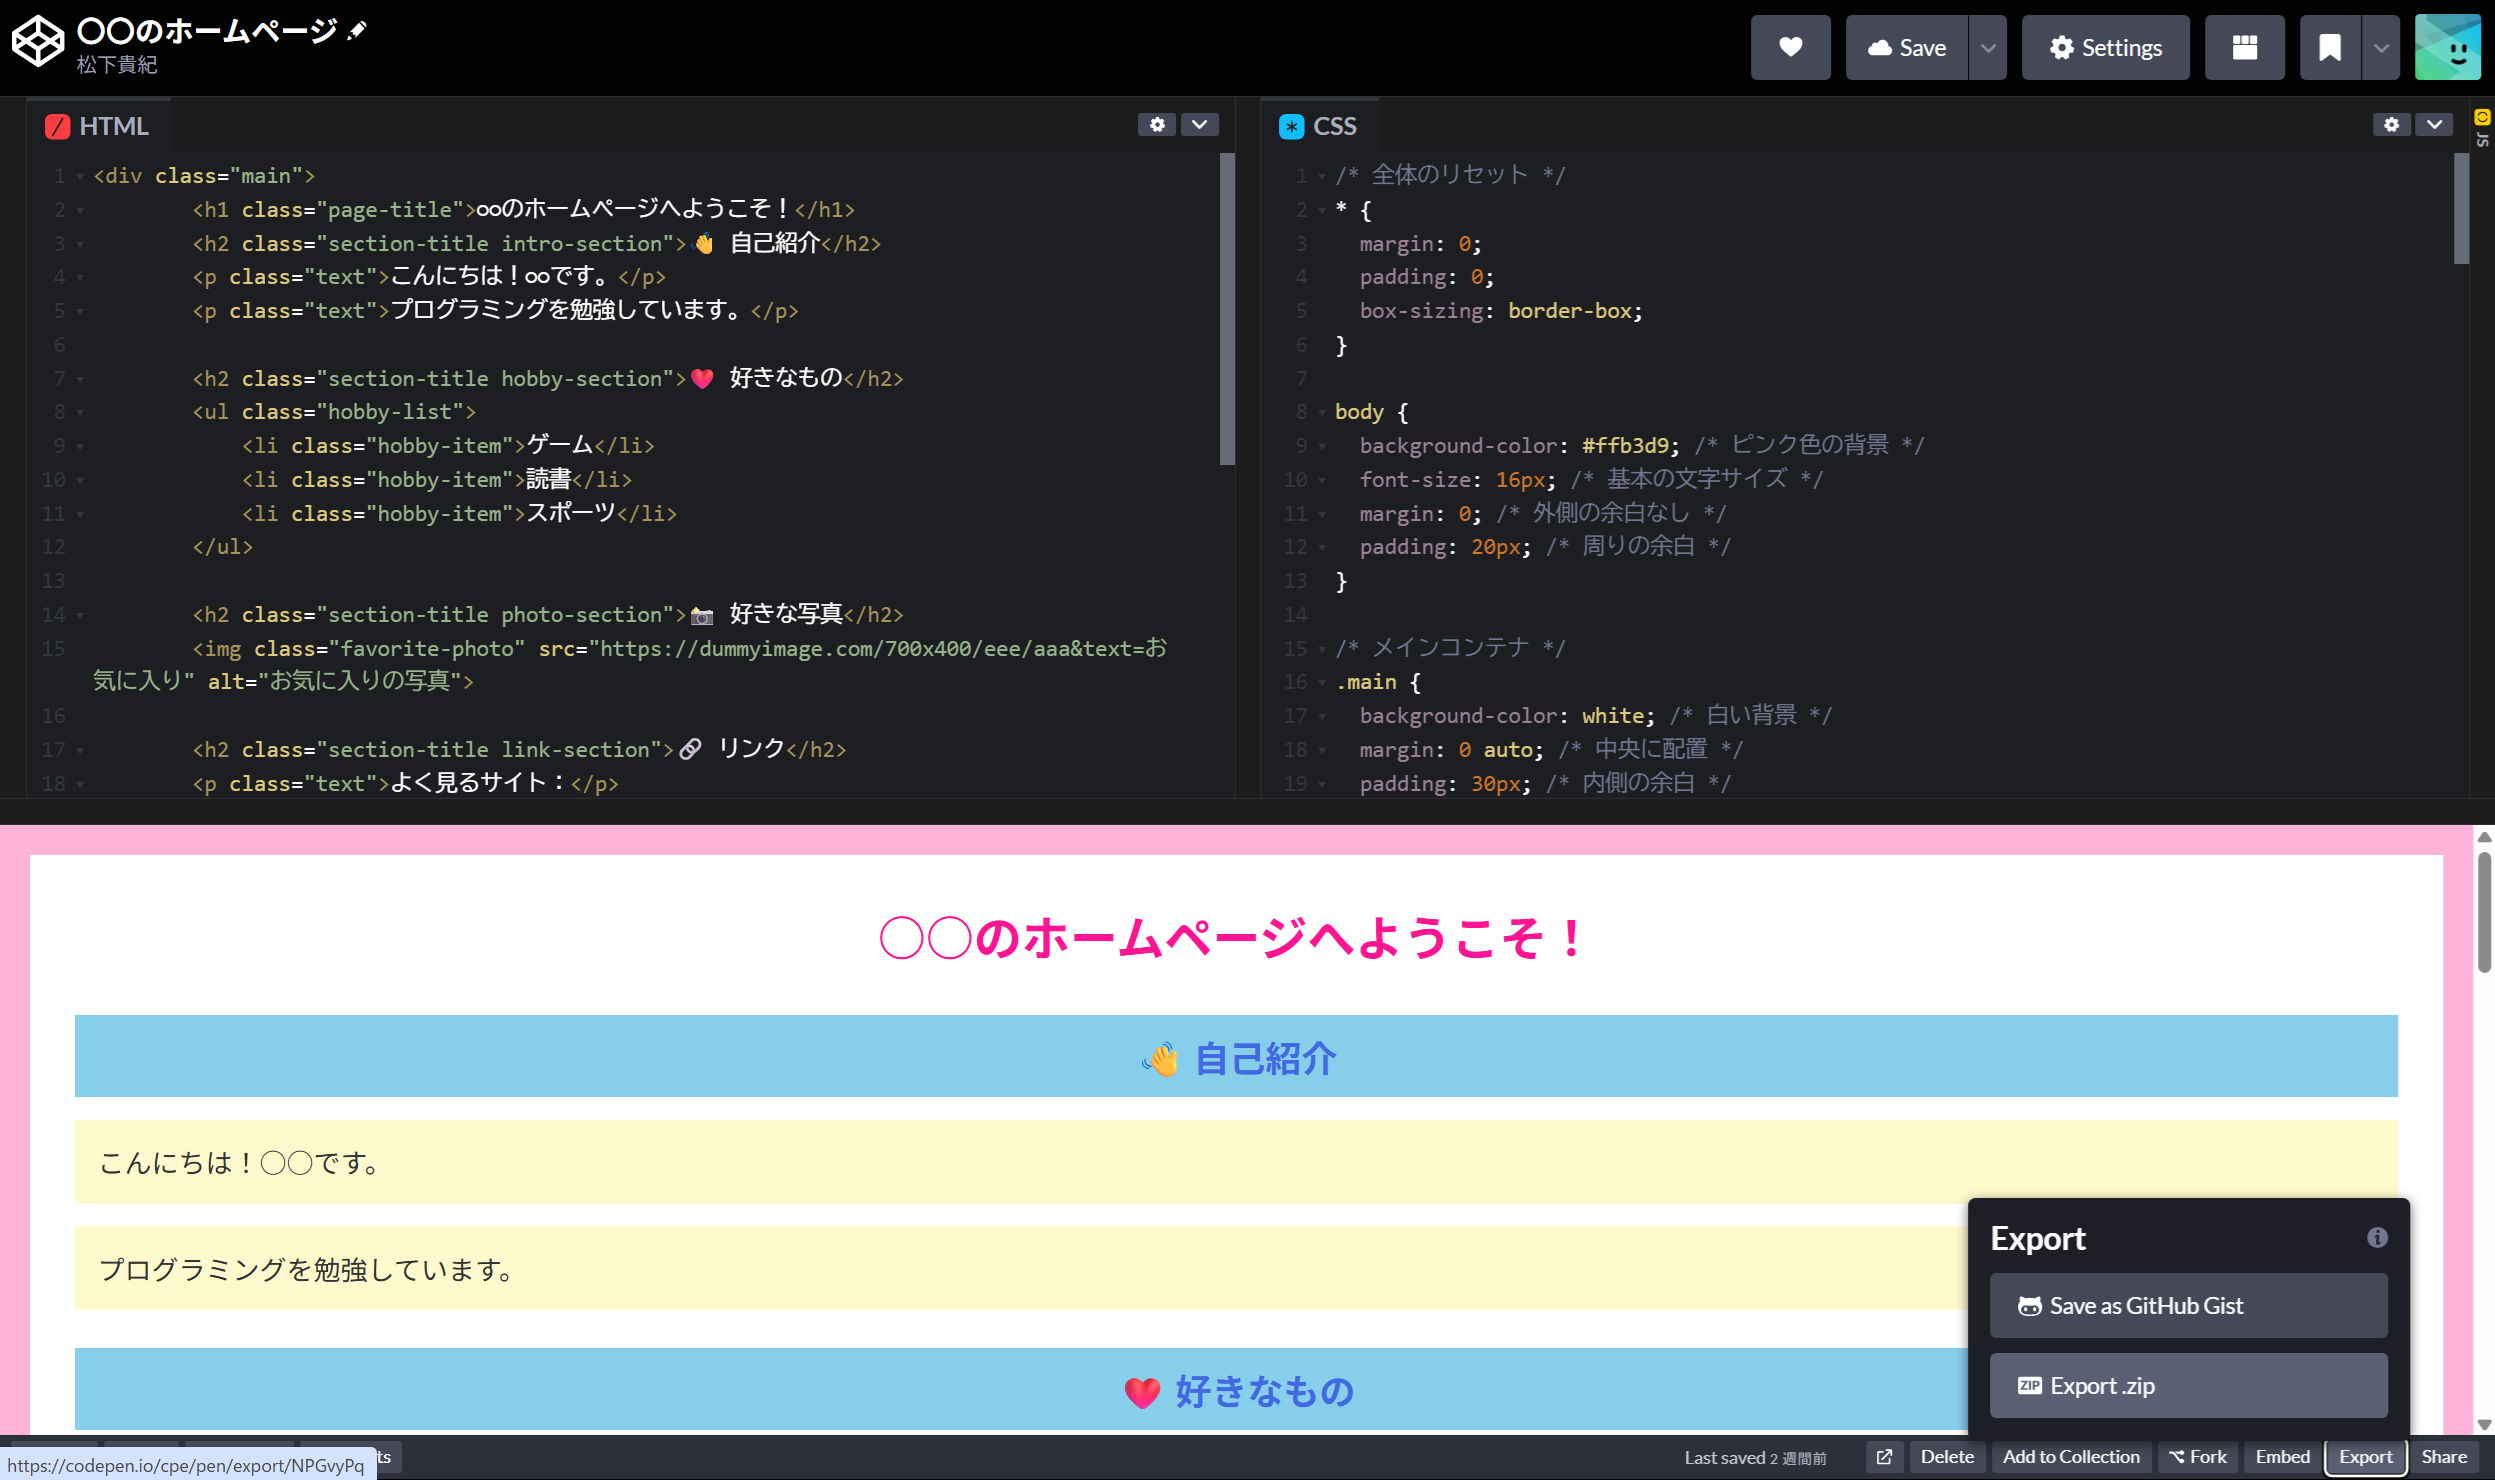 〇〇のホームページ
松下貴紀
Save
Settings
HTML
1 <div class="main">
2 <h1 class="page-title">○○のホームページへようこそ！</h1>
3 <h2 class="section-title intro-section">👋 自己紹介</h2>
4 <p class="text">こんにちは！○○です。</p>
5 <p class="text">プログラミングを勉強しています。</p>
6
7 <h2 class="section-title hobby-section">❤️ 好きなもの</h2>
8 <ul class="hobby-list">
9 <li class="hobby-item">ゲーム</li>
10 <li class="hobby-item">読書</li>
11 <li class="hobby-item">スポーツ</li>
12 </ul>
13
14 <h2 class="section-title photo-section">📸 好きな写真</h2>
15 <img class="favorite-photo" src="https://dummyimage.com/700x400/eee/aaa&text=お
気に入り" alt="お気に入りの写真">
16
17 <h2 class="section-title link-section">🔗 リンク</h2>
18 <p class="text">よく見るサイト：</p>
CSS
1 /* 全体のリセット */
2 * {
3 margin: 0;
4 padding: 0;
5 box-sizing: border-box;
6 }
7
8 body {
9 background-color: #ffb3d9; /* ピンク色の背景 */
10 font-size: 16px; /* 基本の文字サイズ */
11 margin: 0; /* 外側の余白なし */
12 padding: 20px; /* 周りの余白 */
13 }
14
15 /* メインコンテナ */
16 .main {
17 background-color: white; /* 白い背景 */
18 margin: 0 auto; /* 中央に配置 */
19 padding: 30px; /* 内側の余白 */
JS
○○のホームページへようこそ！
👋 自己紹介
こんにちは！○○です。
プログラミングを勉強しています。
❤️ 好きなもの
Export
Save as GitHub Gist
ZIP Export .zip
https://codepen.io/cpe/pen/export/NPGvyPq
ts
Last saved 2 週間前
Delete
Add to Collection
Fork
Embed
Export
Share